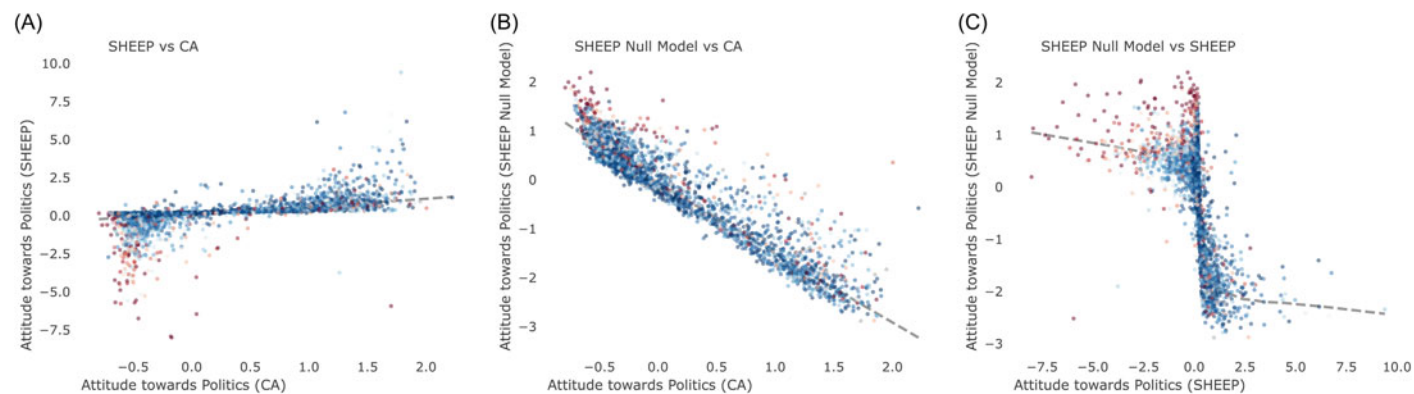 (A)
SHEEP vs CA
Attitude towards Politics (SHEEP)
10.0
7.5
5.0
2.5
0.0
−2.5
−5.0
−7.5
−0.5 0.0 0.5 1.0 1.5 2.0
Attitude towards Politics (CA)
(B)
SHEEP Null Model vs CA
Attitude towards Politics (SHEEP Null Model)
2
1
0
−1
−2
−3
−0.5 0.0 0.5 1.0 1.5 2.0
Attitude towards Politics (CA)
(C)
SHEEP Null Model vs SHEEP
Attitude towards Politics (SHEEP Null Model)
2
1
0
−1
−2
−3
−7.5 −5.0 −2.5 0.0 2.5 5.0 7.5 10.0
Attitude towards Politics (SHEEP)